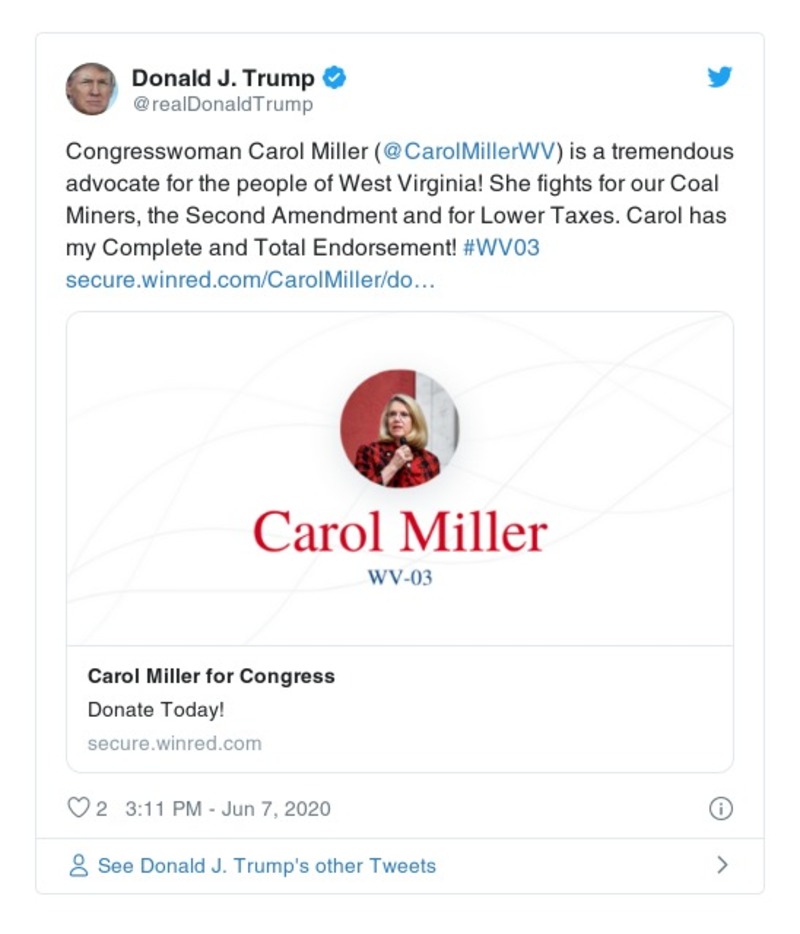 Donald J. Trump
@realDonaldTrump
Congresswoman Carol Miller (@CarolMillerWV) is a tremendous
advocate for the people of West Virginia! She fights for our Coal
Miners, the Second Amendment and for Lower Taxes. Carol has
my Complete and Total Endorsement! #WV03
secure.winred.com/CarolMiller/do…
Carol Miller
WV-03
Carol Miller for Congress
Donate Today!
secure.winred.com
2 3:11 PM - Jun 7, 2020
See Donald J. Trump's other Tweets